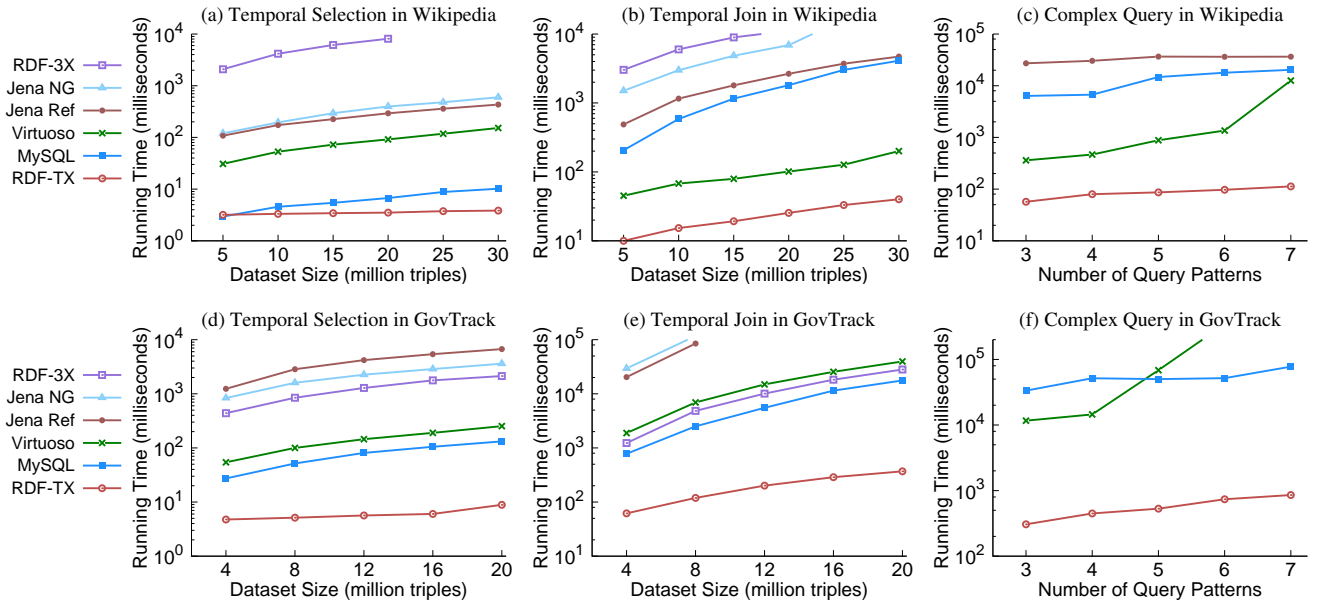 (a) Temporal Selection in Wikipedia
(b) Temporal Join in Wikipedia
(c) Complex Query in Wikipedia
RDF-3X
Jena NG
Jena Ref
Virtuoso
MySQL
RDF-TX
Running Time (milliseconds)
10^4
10^3
10^2
10^1
10^0
5 10 15 20 25 30
Dataset Size (million triples)
Running Time (milliseconds)
10^4
10^3
10^2
10^1
5 10 15 20 25 30
Dataset Size (million triples)
Running Time (milliseconds)
10^5
10^4
10^3
10^2
10^1
3 4 5 6 7
Number of Query Patterns
(d) Temporal Selection in GovTrack
(e) Temporal Join in GovTrack
(f) Complex Query in GovTrack
RDF-3X
Jena NG
Jena Ref
Virtuoso
MySQL
RDF-TX
Running Time (milliseconds)
10^4
10^3
10^2
10^1
10^0
4 8 12 16 20
Dataset Size (million triples)
Running Time (milliseconds)
10^5
10^4
10^3
10^2
10^1
4 8 12 16 20
Dataset Size (million triples)
Running Time (milliseconds)
10^5
10^4
10^3
10^2
3 4 5 6 7
Number of Query Patterns